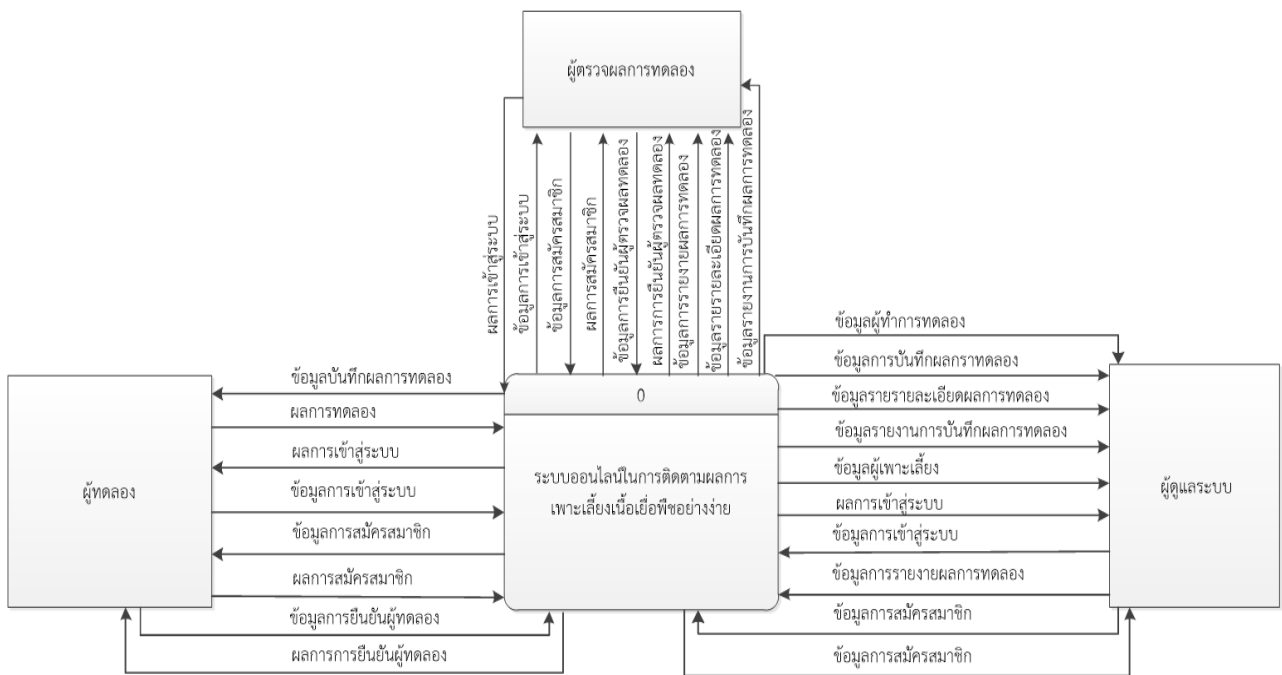 ผู้ตรวจผลการทดลอง
ผลการเข้าสู่ระบบ
ข้อมูลการเข้าสู่ระบบ
ข้อมูลการสมัครสมาชิก
ผลการสมัครสมาชิก
ข้อมูลการยืนยันผู้ตรวจผลทดลอง
ผลการการยืนยันผู้ตรวจผลทดลอง
ข้อมูลการรายงายผลการทดลอง
ข้อมูลรายรายละเอียดผลการทดลอง
ข้อมูลรายงานการบันทึกผลการทดลอง
ผู้ทดลอง
ข้อมูลบันทึกผลการทดลอง
ผลการทดลอง
ผลการเข้าสู่ระบบ
ข้อมูลการเข้าสู่ระบบ
ข้อมูลการสมัครสมาชิก
ผลการสมัครสมาชิก
ข้อมูลการยืนยันผู้ทดลอง
ผลการการยืนยันผู้ทดลอง
0
ระบบออนไลน์ในการติดตามผลการ
เพาะเลี้ยงเนื้อเยื่อพืชอย่างง่าย
ข้อมูลผู้ทำการทดลอง
ข้อมูลการบันทึกผลกราทดลอง
ข้อมูลรายรายละเอียดผลการทดลอง
ข้อมูลรายงานการบันทึกผลการทดลอง
ข้อมูลผู้เพาะเลี้ยง
ผลการเข้าสู่ระบบ
ข้อมูลการเข้าสู่ระบบ
ข้อมูลการรายงายผลการทดลอง
ข้อมูลการสมัครสมาชิก
ข้อมูลการสมัครสมาชิก
ผู้ดูแลระบบ